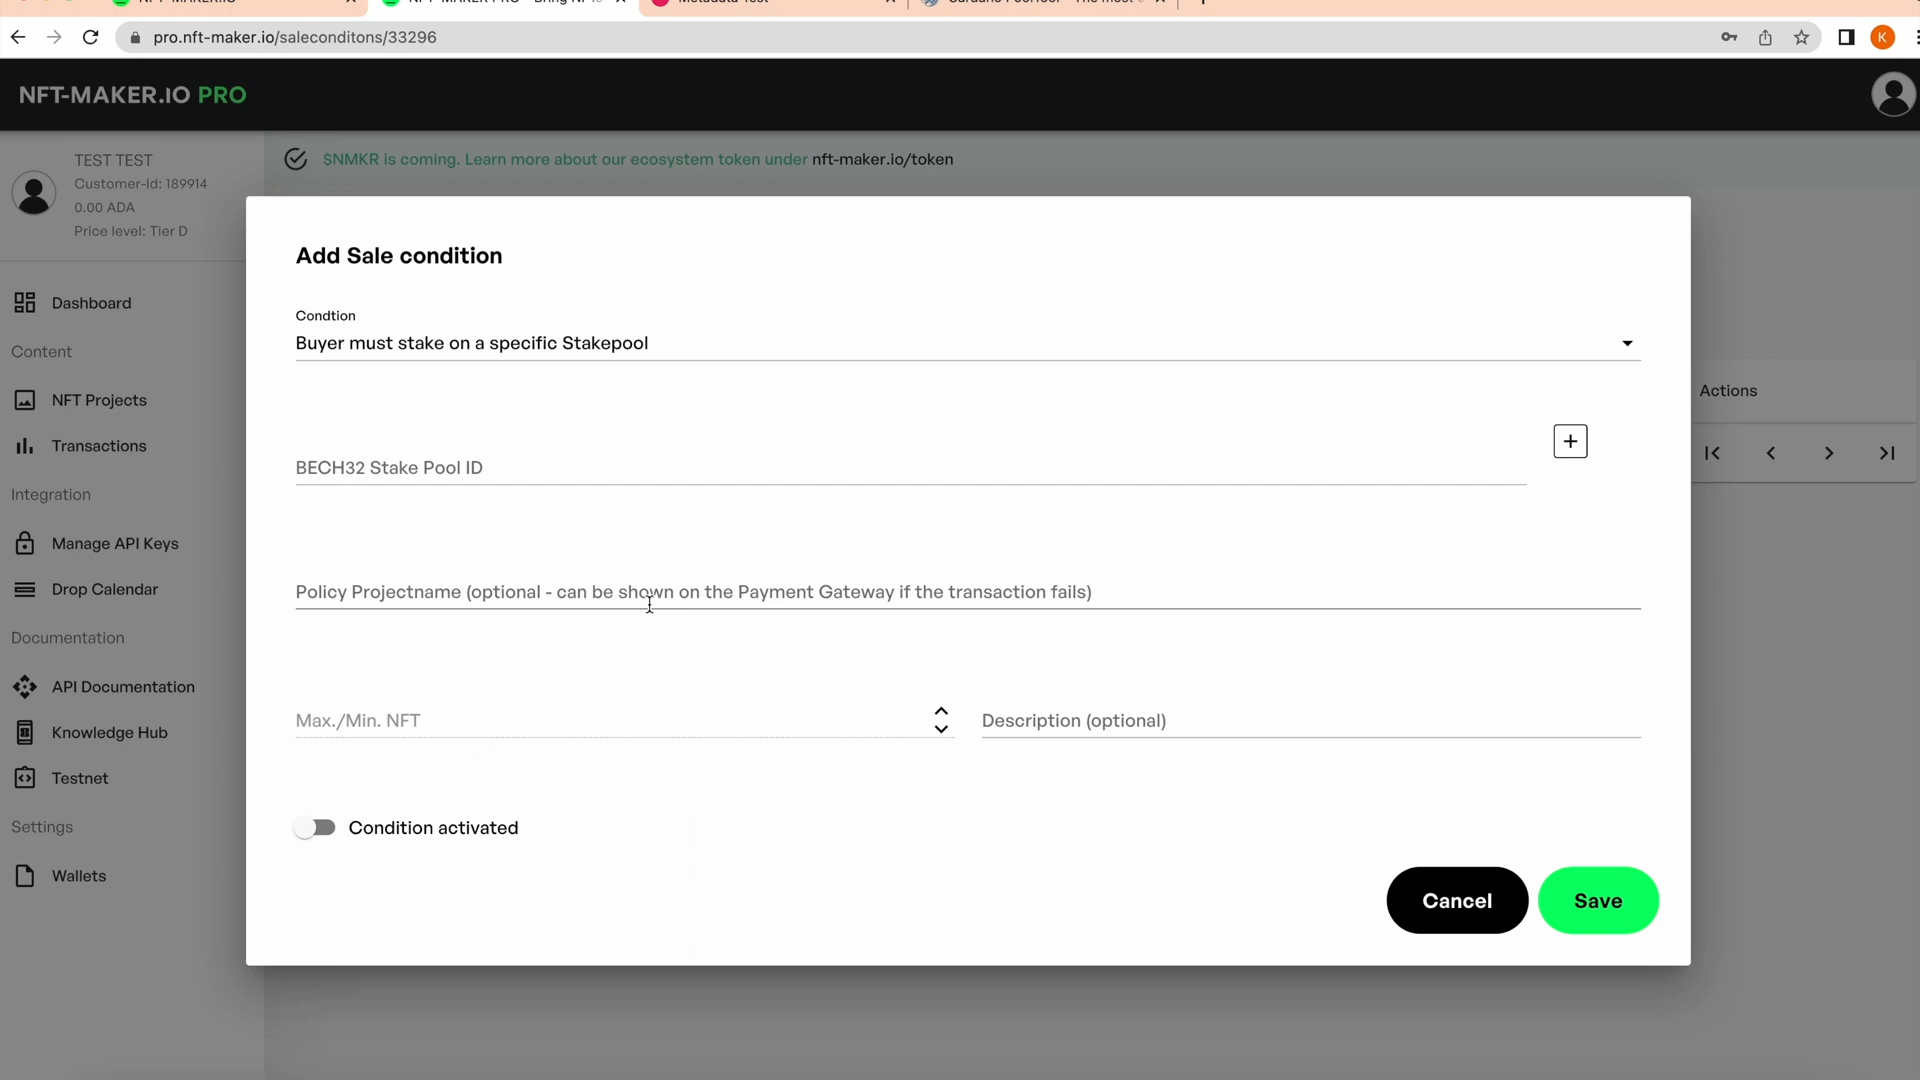 pro.nft-maker.io/saleconditons/33296
K
NFT-MAKER.IO PRO
TEST TEST
Customer-Id: 189914
0.00 ADA
Price level: Tier D
$NMKR is coming. Learn more about our ecosystem token under nft-maker.io/token
Dashboard
Content
NFT Projects
Transactions
Integration
Manage API Keys
Drop Calendar
Documentation
API Documentation
Knowledge Hub
Testnet
Settings
Wallets
Add Sale condition
Condtion
Buyer must stake on a specific Stakepool
BECH32 Stake Pool ID
Policy Projectname (optional - can be shown on the Payment Gateway if the transaction fails)
Max./Min. NFT
Description (optional)
Condition activated
Cancel
Save
Actions